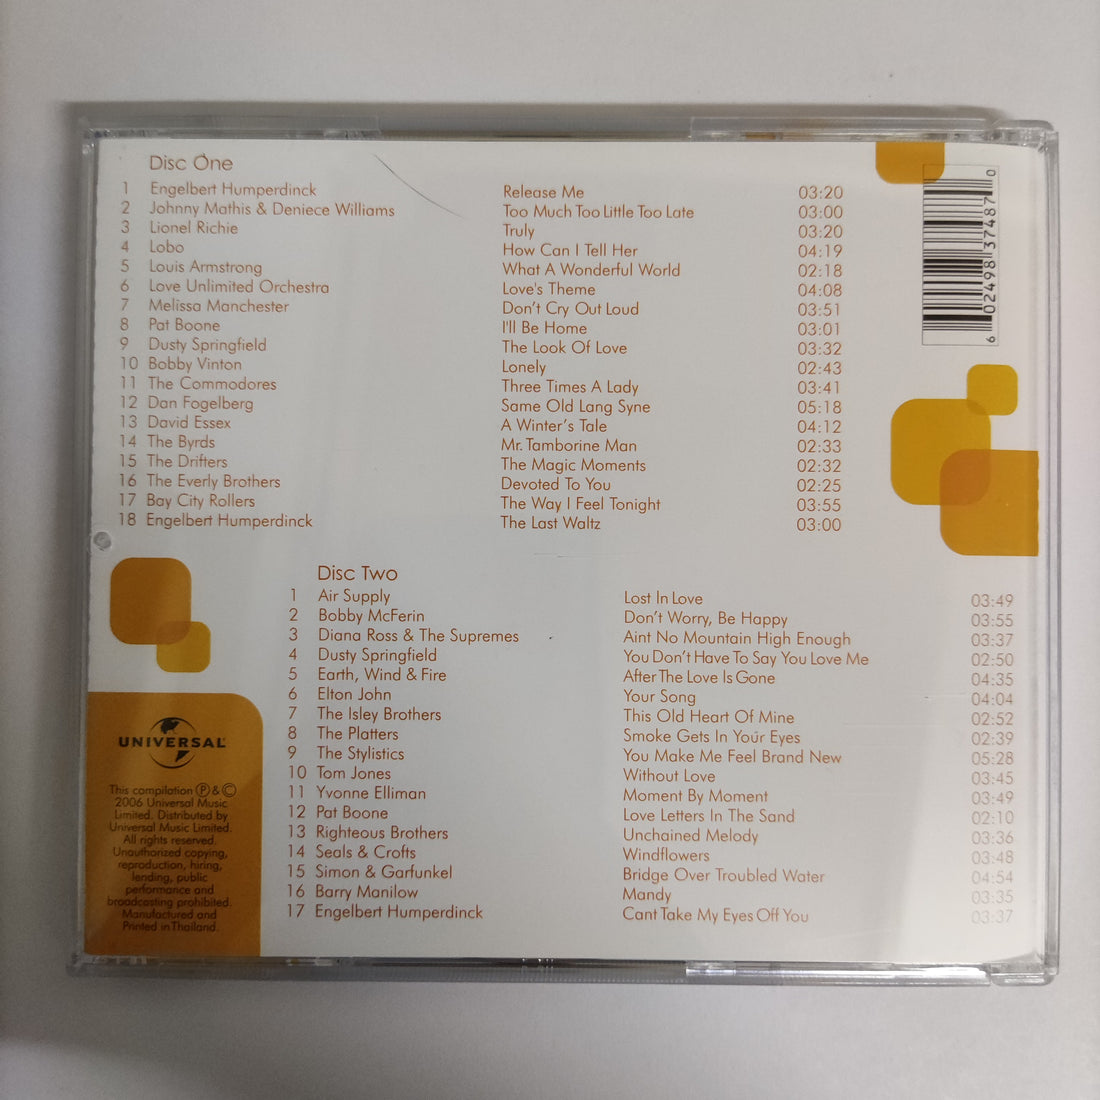 Disc One
1 Engelbert Humperdinck Release Me 03:20
2 Johnny Mathis & Deniece Williams Too Much Too Little Too Late 03:00
3 Lionel Richie Truly 03:20
4 Lobo How Can I Tell Her 04:19
5 Louis Armstrong What A Wonderful World 02:18
6 Love Unlimited Orchestra Love's Theme 04:08
7 Melissa Manchester Don't Cry Out Loud 03:51
8 Pat Boone I'll Be Home 03:01
9 Dusty Springfield The Look Of Love 03:32
10 Bobby Vinton Lonely 02:43
11 The Commodores Three Times A Lady 03:41
12 Dan Fogelberg Same Old Lang Syne 05:18
13 David Essex A Winter's Tale 04:12
14 The Byrds Mr. Tamborine Man 02:33
15 The Drifters The Magic Moments 02:32
16 The Everly Brothers Devoted To You 02:25
17 Bay City Rollers The Way I Feel Tonight 03:55
18 Engelbert Humperdinck The Last Waltz 03:00
6 02498 37487 0
Disc Two
1 Air Supply Lost In Love 03:49
2 Bobby McFerin Don't Worry, Be Happy 03:55
3 Diana Ross & The Supremes Aint No Mountain High Enough 03:37
4 Dusty Springfield You Don't Have To Say You Love Me 02:50
5 Earth, Wind & Fire After The Love Is Gone 04:35
6 Elton John Your Song 04:04
7 The Isley Brothers This Old Heart Of Mine 02:52
8 The Platters Smoke Gets In Your Eyes 02:39
9 The Stylistics You Make Me Feel Brand New 05:28
10 Tom Jones Without Love 03:45
11 Yvonne Elliman Moment By Moment 03:49
12 Pat Boone Love Letters In The Sand 02:10
13 Righteous Brothers Unchained Melody 03:36
14 Seals & Crofts Windflowers 03:48
15 Simon & Garfunkel Bridge Over Troubled Water 04:54
16 Barry Manilow Mandy 03:35
17 Engelbert Humperdinck Cant Take My Eyes Off You 03:37
UNIVERSAL
This compilation Ⓟ & ©
2006 Universal Music
Limited. Distributed by
Universal Music Limited.
All rights reserved.
Unauthorized copying,
reproduction, hiring,
lending, public
performance and
broadcasting prohibited.
Manufactured and
Printed in Thailand.